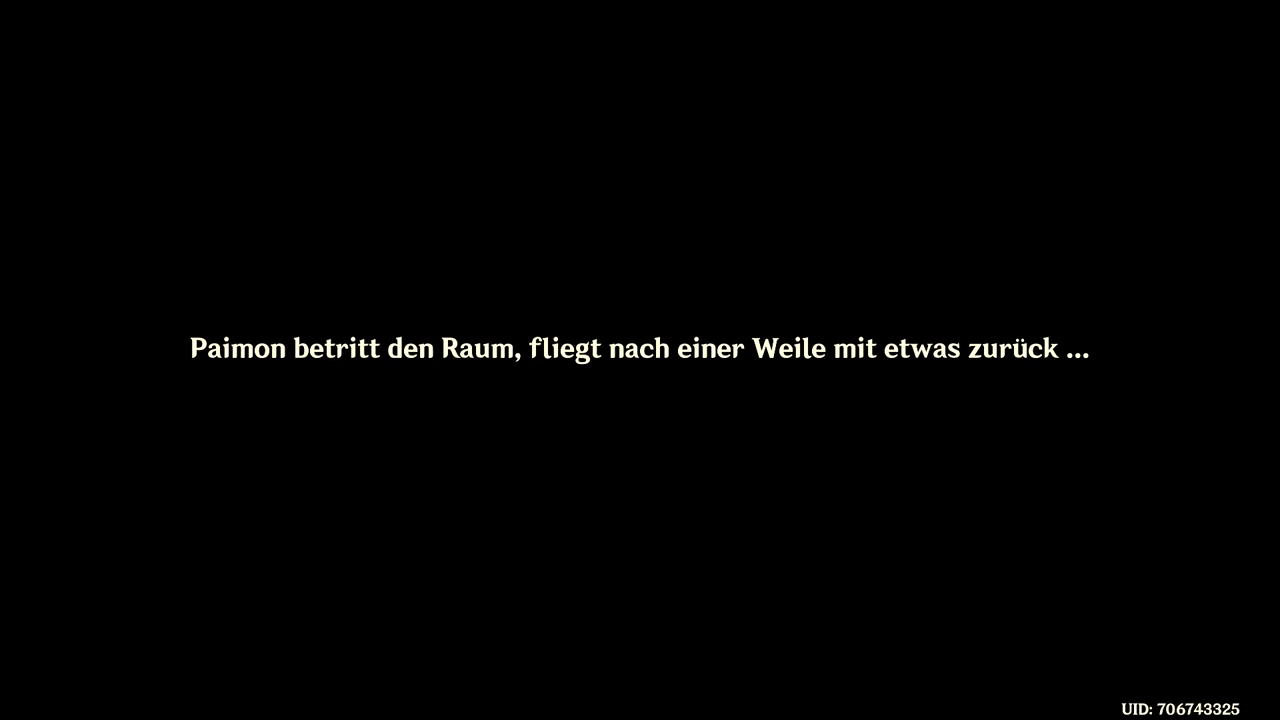 Paimon betritt den Raum, fliegt nach einer Weile mit etwas zurück ...
UID: 706743325